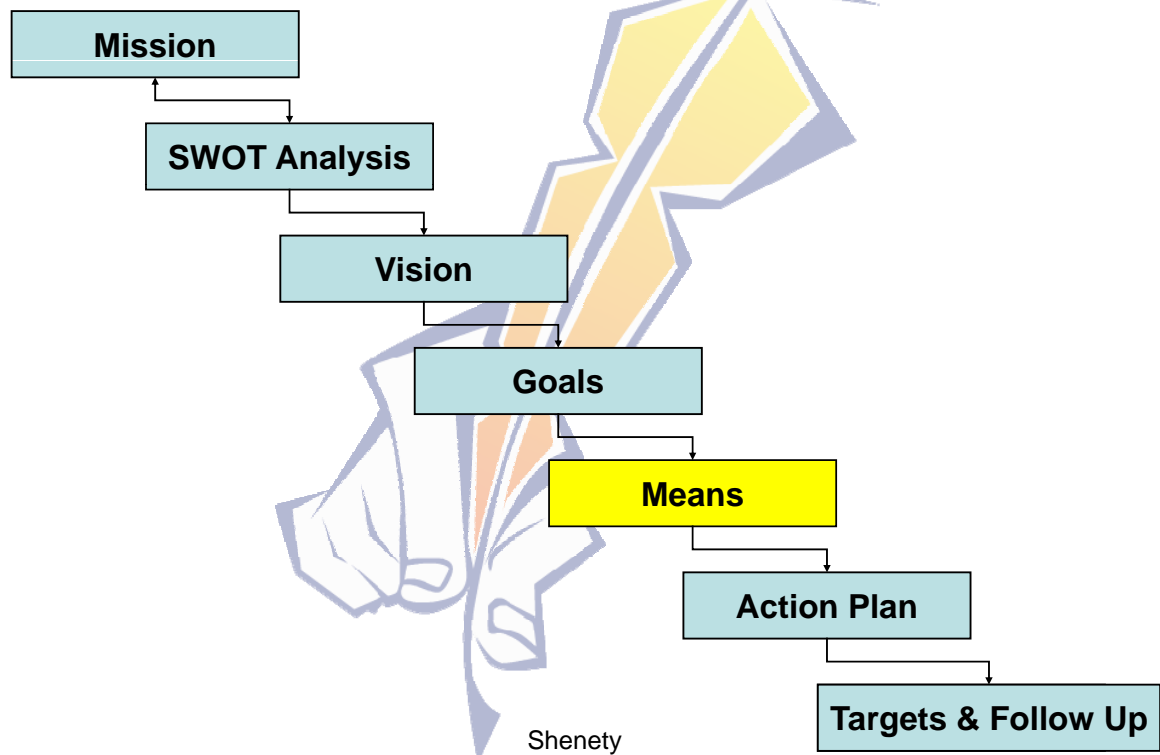 Mission
SWOT Analysis
Vision
Goals
Means
Action Plan
Targets & Follow Up
Shenety